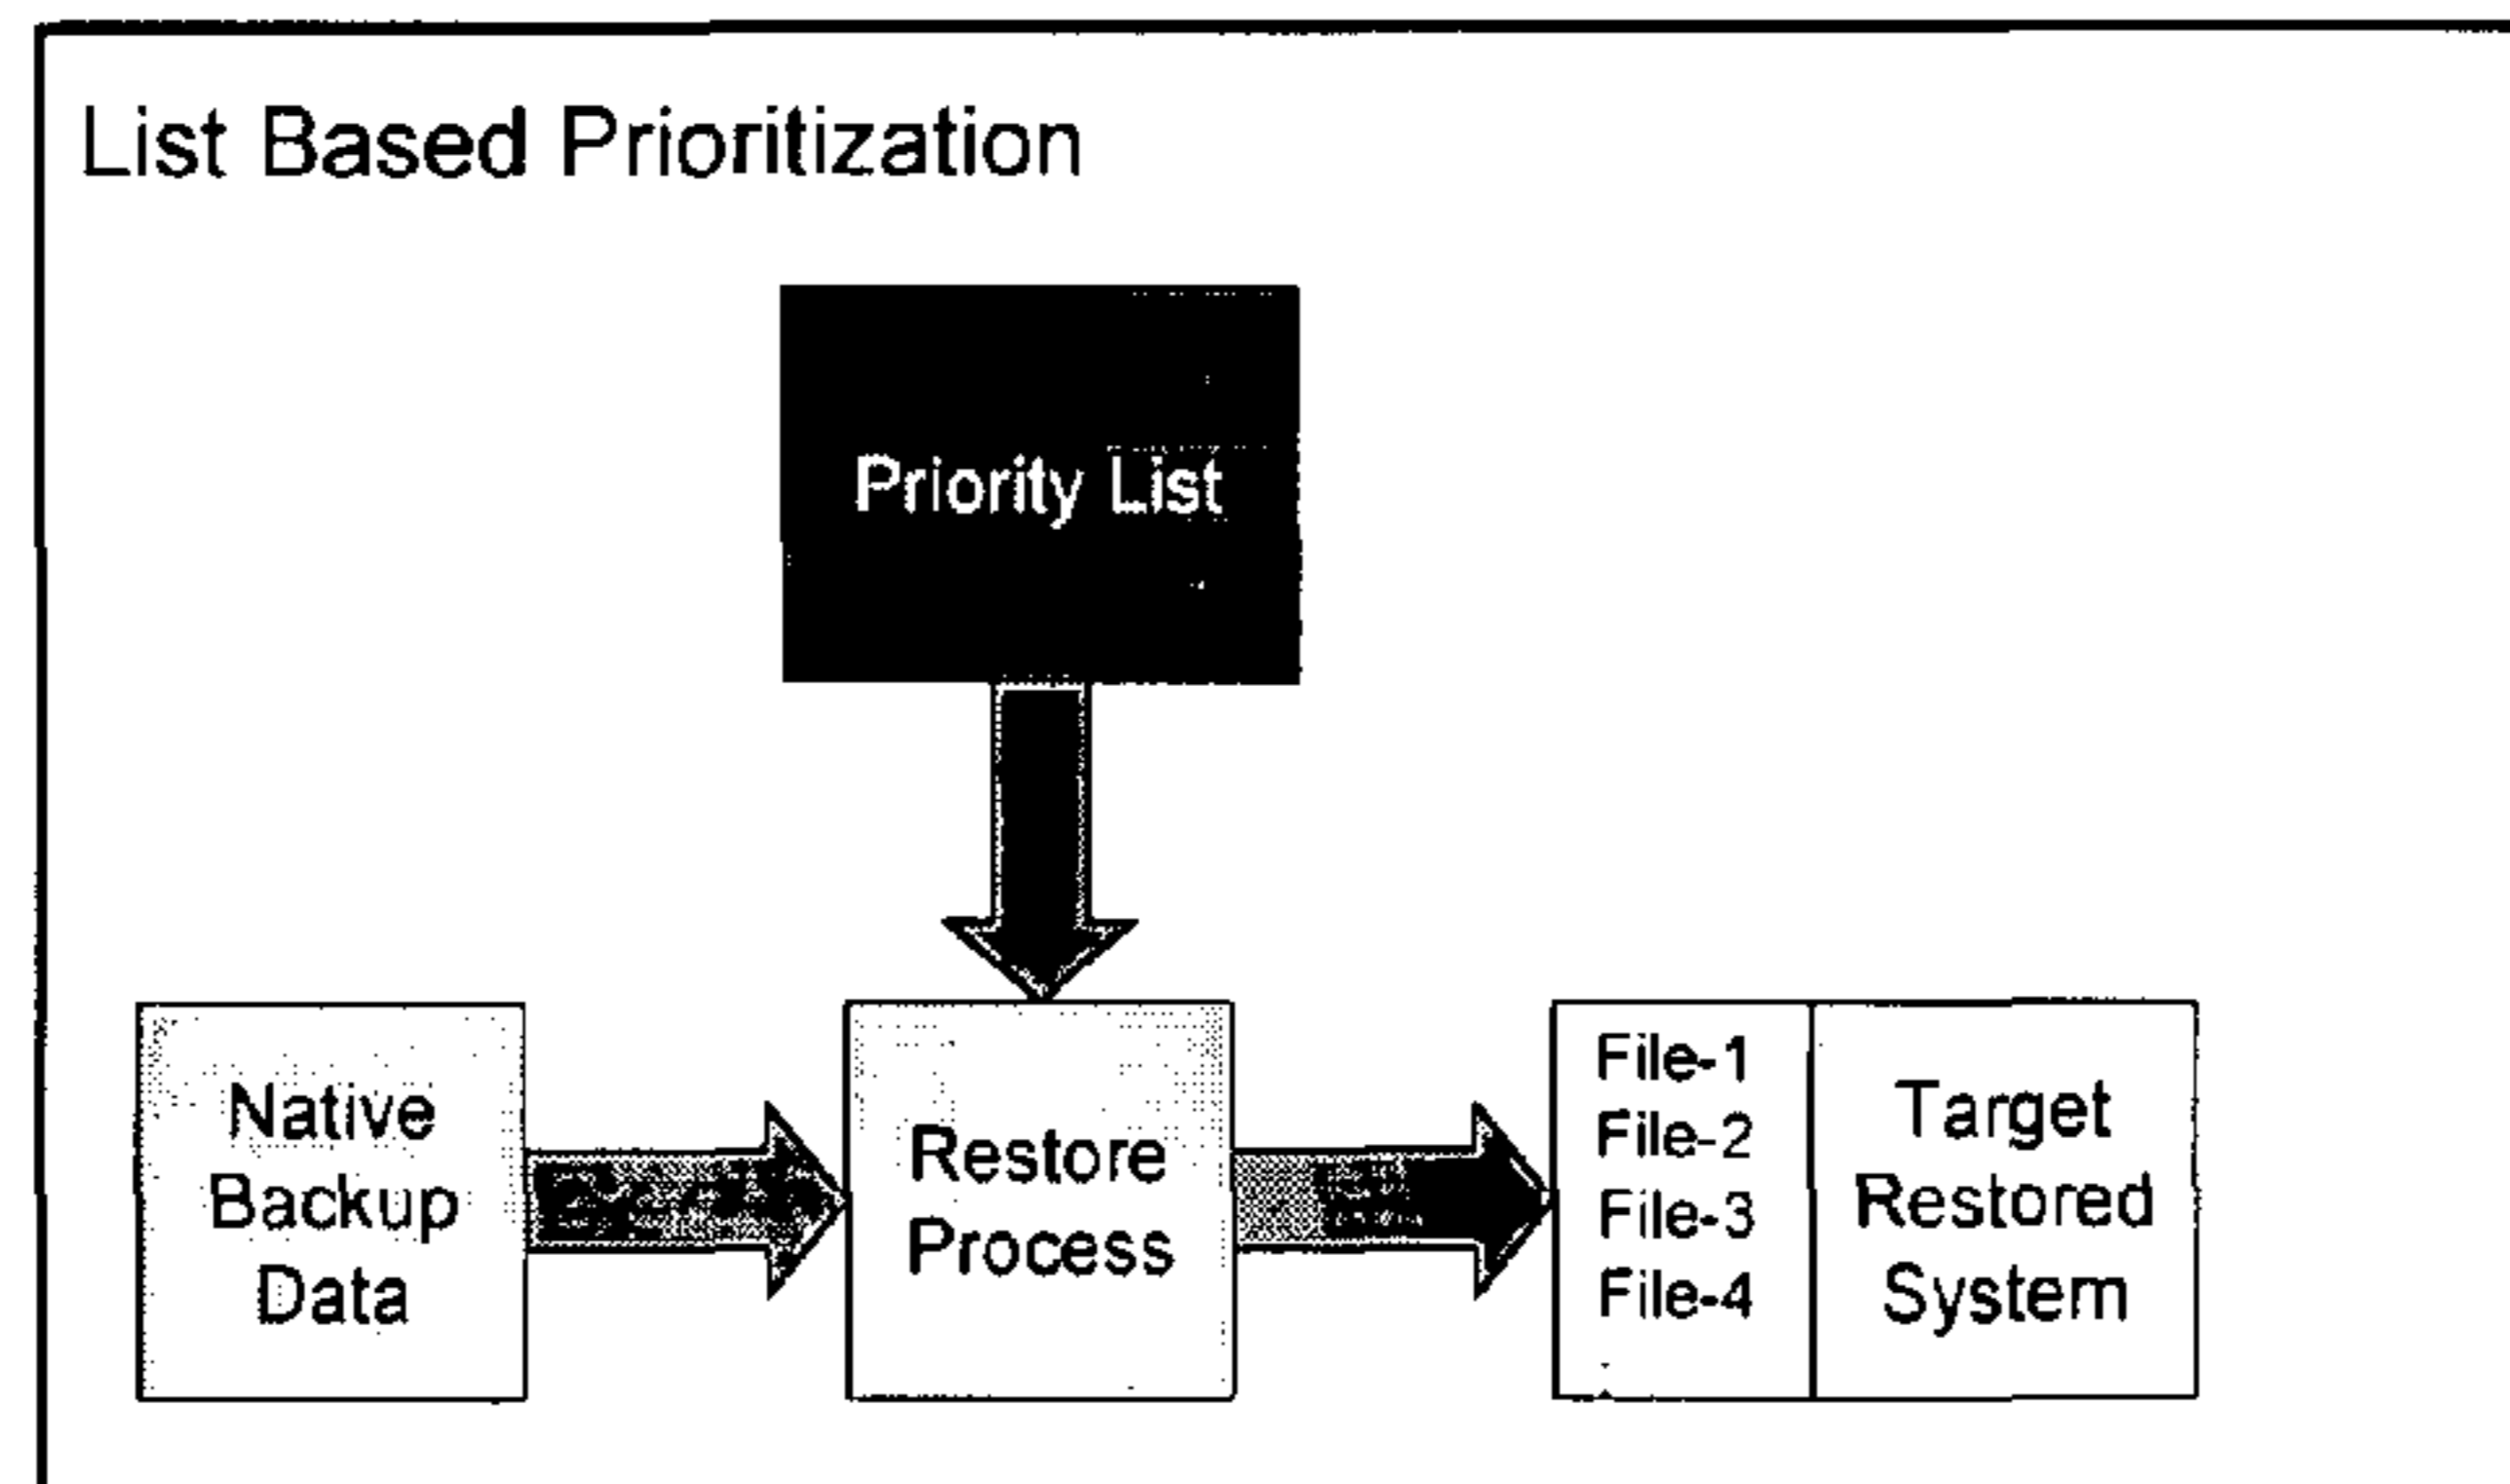 List Based Prioritization
Priority List
Native
Backup
Data
Restore
Process
File-1
File-2
File-3
File-4
Target
Restored
System